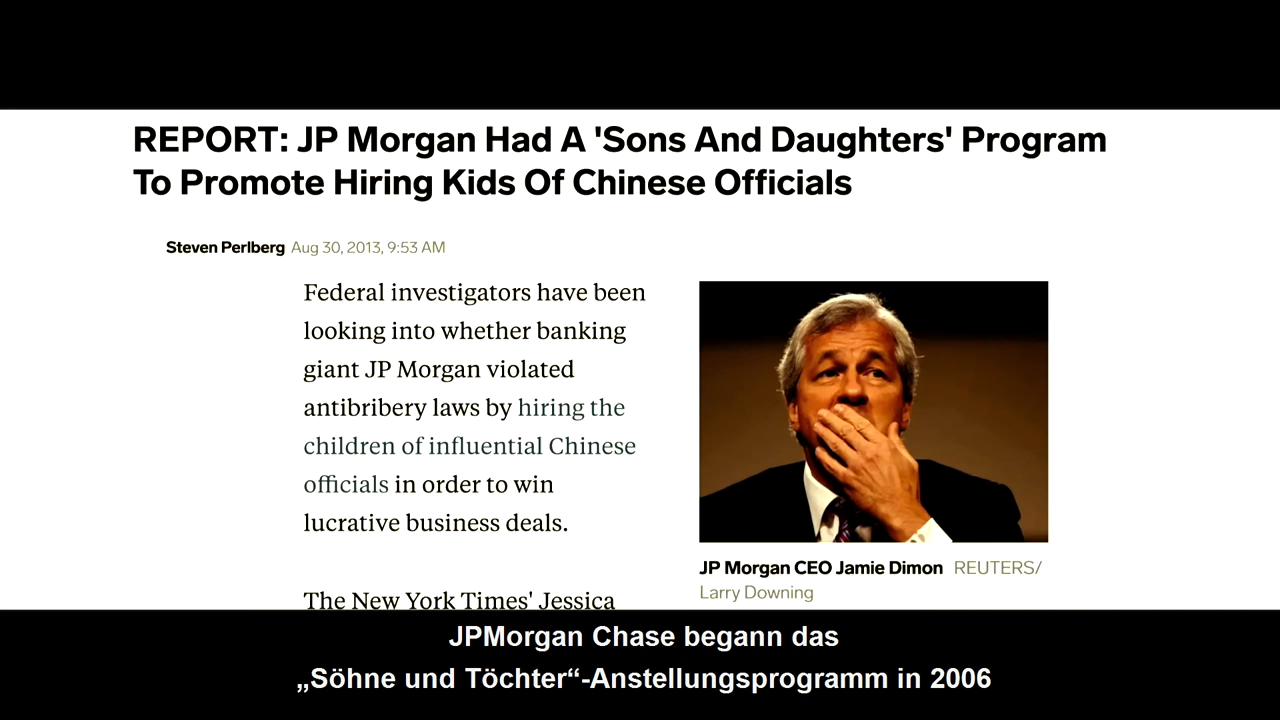 REPORT: JP Morgan Had A 'Sons And Daughters' Program
To Promote Hiring Kids Of Chinese Officials
Steven Perlberg Aug 30, 2013, 9:53 AM
Federal investigators have been
looking into whether banking
giant JP Morgan violated
antibribery laws by hiring the
children of influential Chinese
officials in order to win
lucrative business deals.
The New York Times' Jessica
JP Morgan CEO Jamie Dimon REUTERS/
Larry Downing
JPMorgan Chase begann das
„Söhne und Töchter“-Anstellungsprogramm in 2006